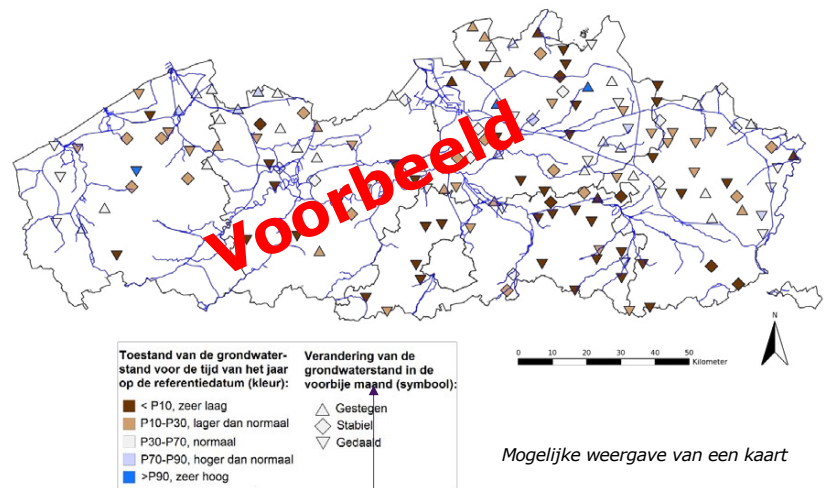 Voorbeeld
N
0 10 20 30 40 50
Kilometer
Toestand van de grondwater-
stand voor de tijd van het jaar
op de referentiedatum (kleur):
< P10, zeer laag
P10-P30, lager dan normaal
P30-P70, normaal
P70-P90, hoger dan normaal
>P90, zeer hoog
Verandering van de
grondwaterstand in de
voorbije maand (symbool):
Gestegen
Stabiel
Gedaald
Mogelijke weergave van een kaart